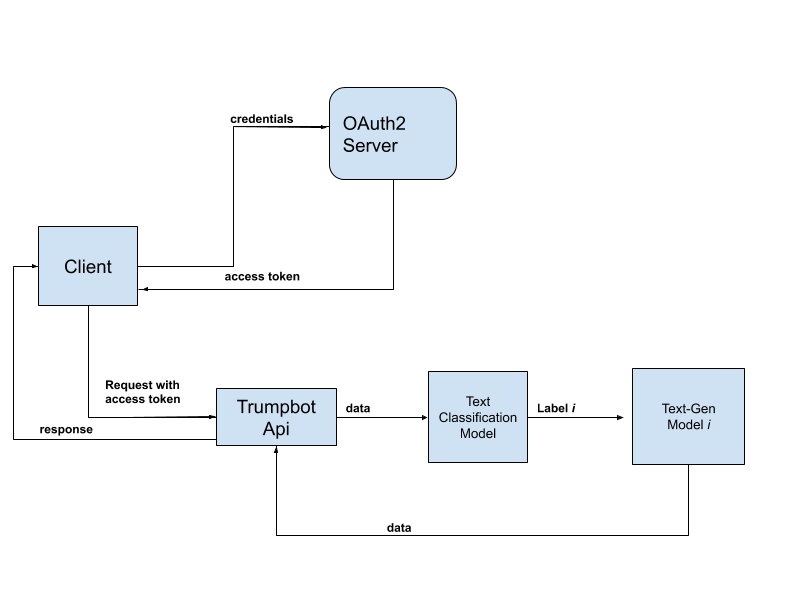 credentials
OAuth2
Server
Client
access token
Request with
access token
response
Trumpbot
Api
data
Text
Classification
Model
Label i
Text-Gen
Model i
data